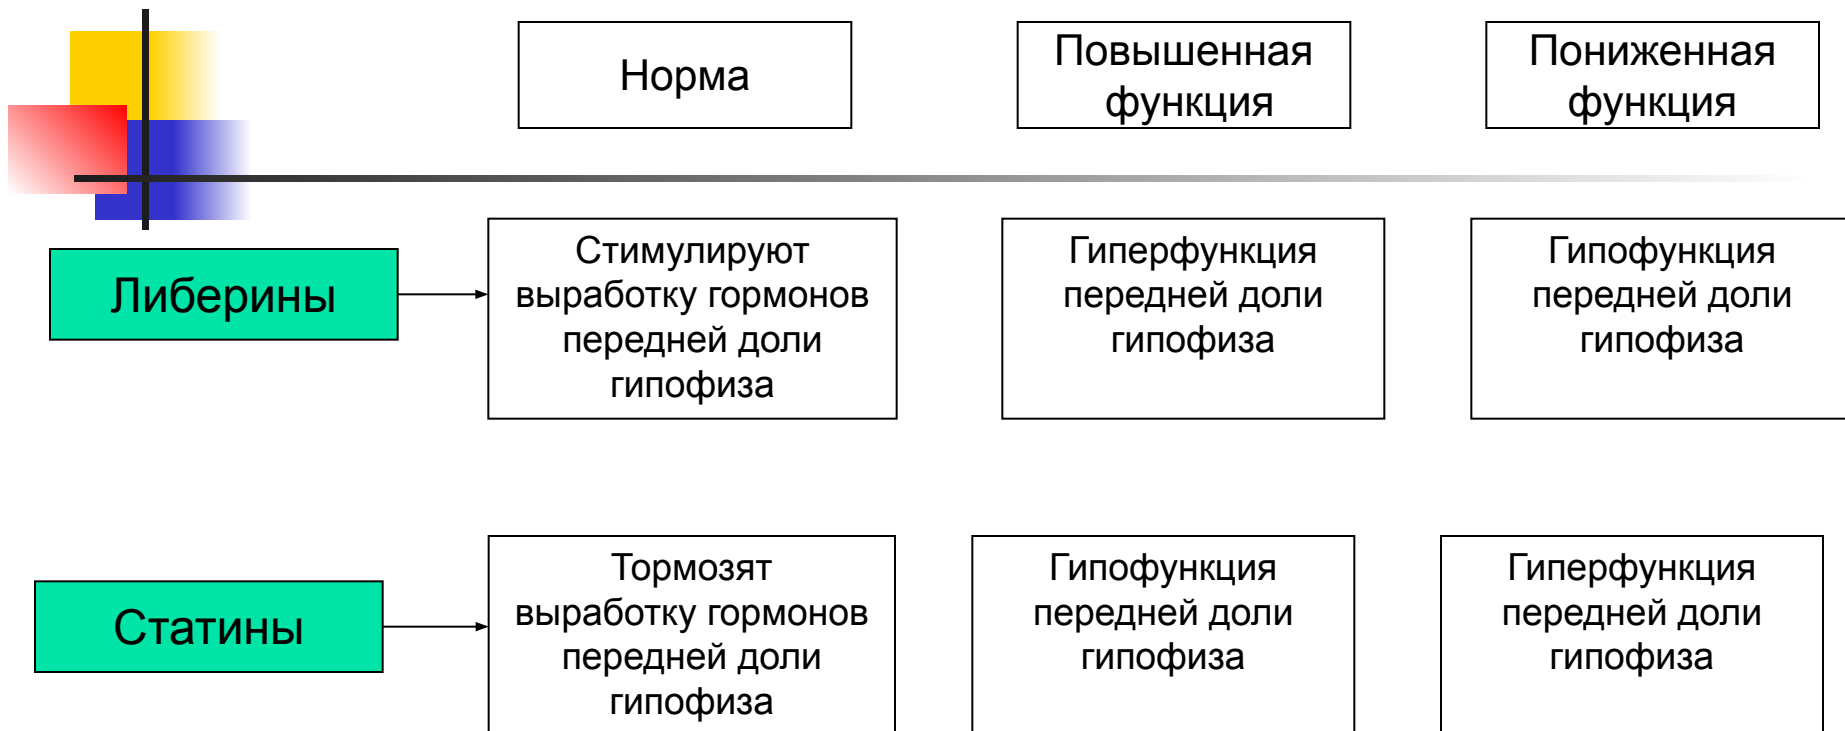 Норма
Повышенная
функция
Пониженная
функция
Либерины
Стимулируют
выработку гормонов
передней доли
гипофиза
Гиперфункция
передней доли
гипофиза
Гипофункция
передней доли
гипофиза
Статины
Тормозят
выработку гормонов
передней доли
гипофиза
Гипофункция
передней доли
гипофиза
Гиперфункция
передней доли
гипофиза